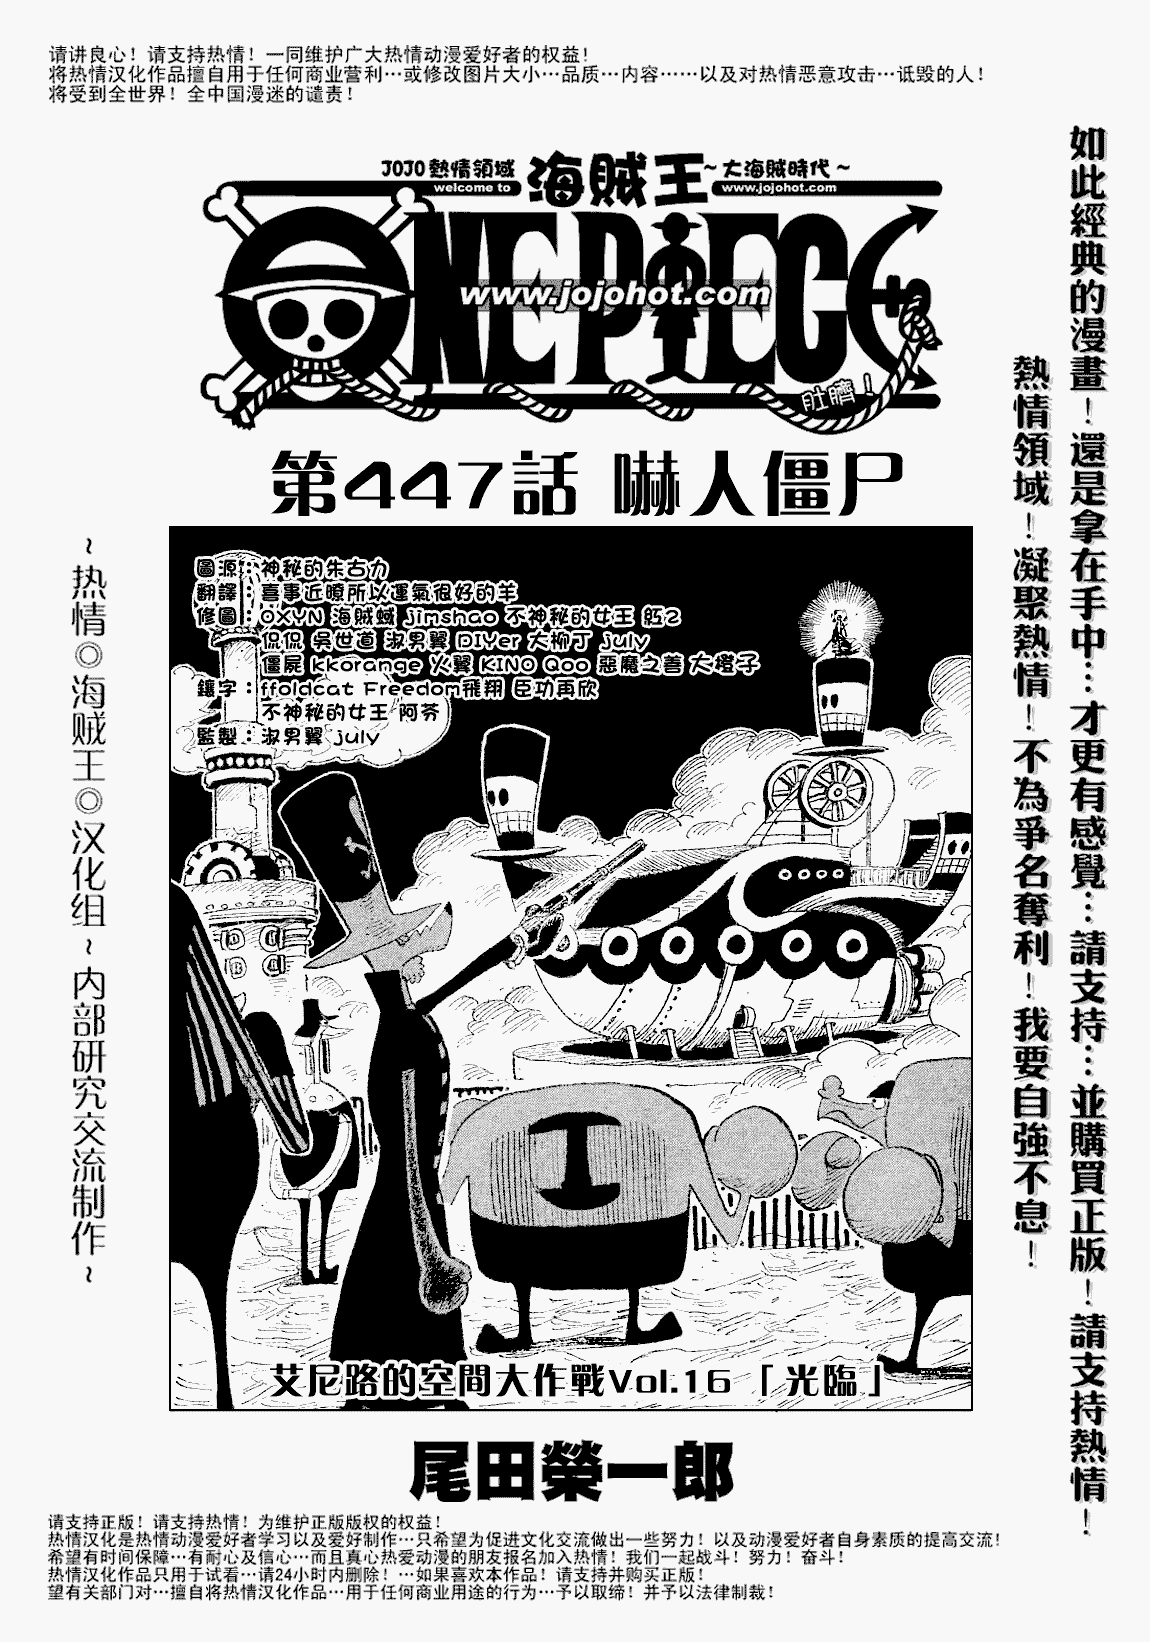 请讲良心！请支持热情！一同维护广大热情动漫爱好者的权益！
将热情汉化作品擅自用于任何商业营利…或修改图片大小…品质…内容……以及对热情恶意攻击…诋毁的人！
将受到全世界！全中国漫迷的谴责！
JOJO熱情領域 海賊王 ~大海賊時代~
welcome to www.jojohot.com
ONE PIECE
www.jojohot.com
肚臍！
第447話 嚇人僵尸
如此經典的漫畫！還是拿在手中…才更有感覺…請支持…並購買正版！請支持熱情！
熱情領域！凝聚熱情！不為爭名奪利！我要自強不息！
~热情◎海贼王◎汉化组~内部研究交流制作~
圖源：神秘的朱古力
翻譯：喜事近瞭所以運氣很好的羊
修圖：OXYN 海賊蜮 jimshao 不神秘的女王 紅2
侃侃 吳世道 淑男翼 DIYer 大柳丁 july
僵屍 kkorange 火翼 KINO Qoo 惡魔之善 大橙子
鑲字：ffoldcat Freedom飛翔 臣功再欣
不神秘的女王 阿芬
監製：淑男翼 july
艾尼路的空間大作戰Vol.16「光臨」
尾田榮一郎
请支持正版！请支持热情！为维护正版版权的权益！
热情汉化是热情动漫爱好者学习以及爱好制作…只希望为促进文化交流做出一些努力！以及动漫爱好者自身素质的提高交流！
希望有时间保障…有耐心及信心…而且真心热爱动漫的朋友报名加入热情！我们一起战斗！努力！奋斗！
热情汉化作品只用于试看…请24小时内删除！…如果喜欢本作品！请支持并购买正版！
望有关部门对…擅自将热情汉化作品…用于任何商业用途的行为…予以取缔！并予以法律制裁！